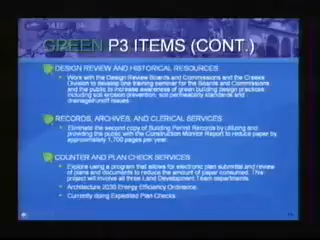 GREEN P3 ITEMS (CONT.)
DESIGN REVIEW AND HISTORICAL RESOURCES
Work with the Design Review Boards and Commissions and the Creeks
Division to develop one training seminar for the Boards and Commissions
and the public to increase awareness of green building design practices
including soil erosion prevention, soil permeability standards and
drainage/runoff issues.
RECORDS, ARCHIVES, AND CLERICAL SERVICES
Eliminate the second copy of Building Permit Records by utilizing and
providing the public with the Construction Monitor Report to reduce paper by
approximately 1,700 pages per year.
COUNTER AND PLAN CHECK SERVICES
Explore using a program that allows for electronic plan submittal and review
of plans and documents to reduce the amount of paper consumed. This
project will involve all three Land Development Team departments.
Architecture 2030 Energy Efficiency Ordinance.
Currently doing Expedited Plan Checks.